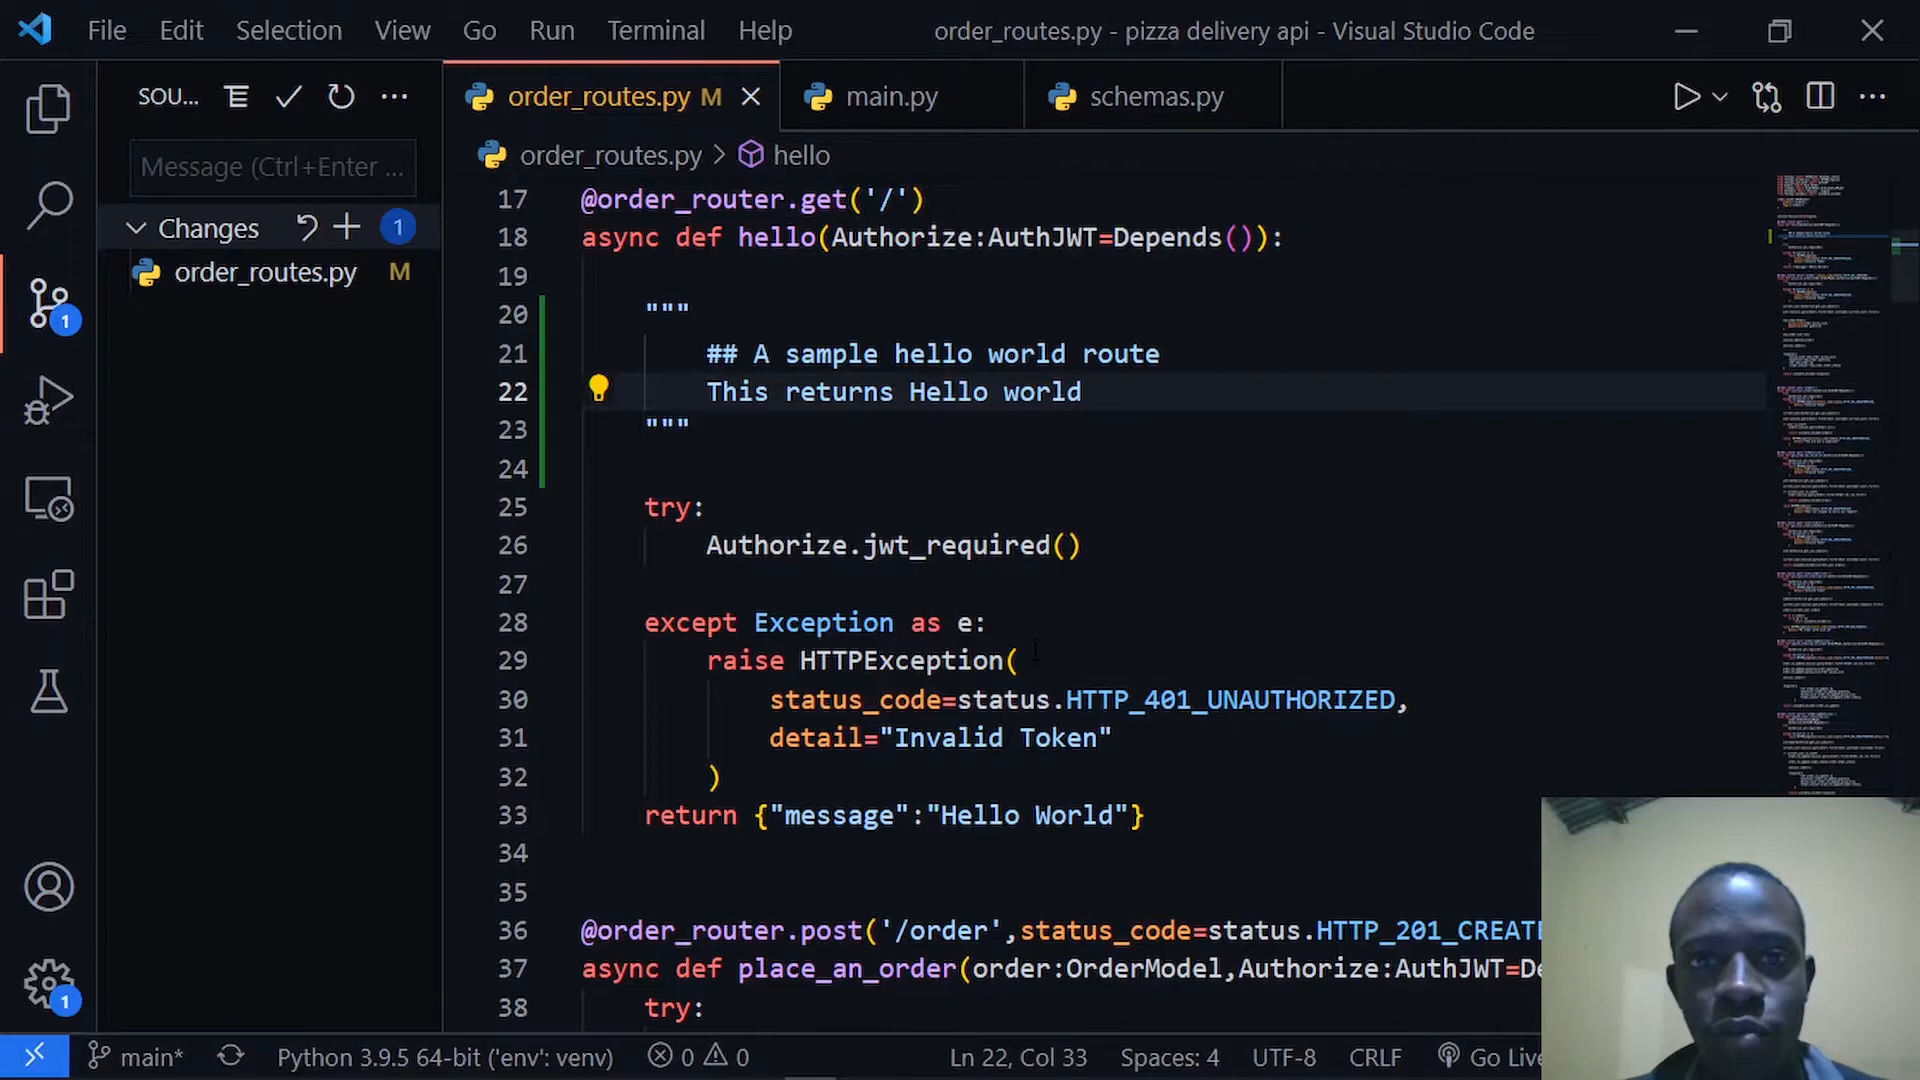 File Edit Selection View Go Run Terminal Help order_routes.py - pizza delivery api - Visual Studio Code
SOU... order_routes.py M main.py schemas.py
Message (Ctrl+Enter ...
order_routes.py > hello
Changes 1
order_routes.py M
1
17 @order_router.get('/')
18 async def hello(Authorize:AuthJWT=Depends()):
19
20 """
21 ## A sample hello world route
22 This returns Hello world
23 """
24
25 try:
26 Authorize.jwt_required()
27
28 except Exception as e:
29 raise HTTPException(
30 status_code=status.HTTP_401_UNAUTHORIZED,
31 detail="Invalid Token"
32 )
33 return {"message":"Hello World"}
34
35
36 @order_router.post('/order',status_code=status.HTTP_201_CREATE
37 async def place_an_order(order:OrderModel,Authorize:AuthJWT=De
38 try:
1
main* Python 3.9.5 64-bit ('env': venv) 0 0 Ln 22, Col 33 Spaces: 4 UTF-8 CRLF Go Live